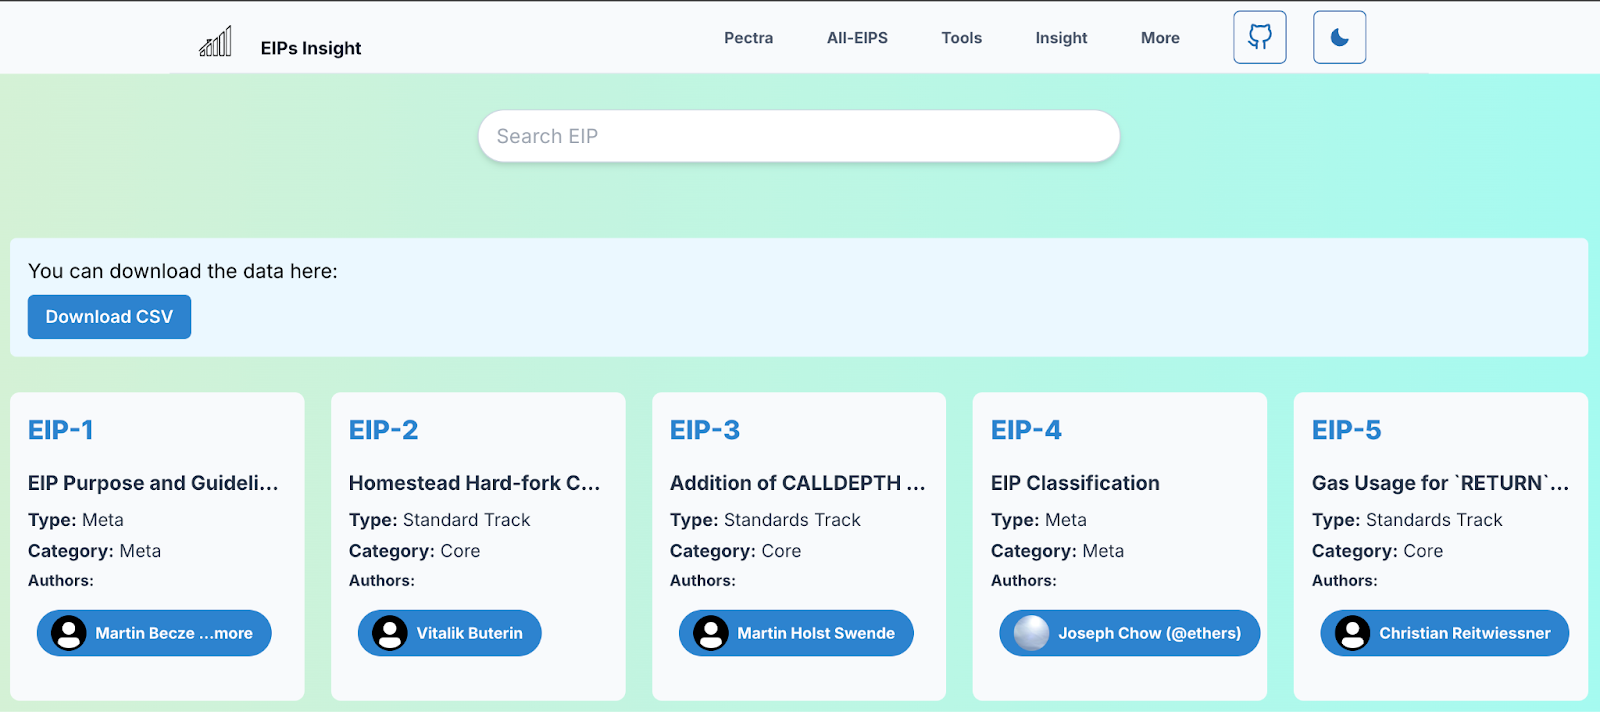 EIPs Insight
Pectra
All-EIPS
Tools
Insight
More
Search EIP
You can download the data here:
Download CSV
EIP-1
EIP Purpose and Guideli...
Type: Meta
Category: Meta
Authors:
Martin Becze ...more
EIP-2
Homestead Hard-fork C...
Type: Standard Track
Category: Core
Authors:
Vitalik Buterin
EIP-3
Addition of CALLDEPTH ...
Type: Standards Track
Category: Core
Authors:
Martin Holst Swende
EIP-4
EIP Classification
Type: Meta
Category: Meta
Authors:
Joseph Chow (@ethers)
EIP-5
Gas Usage for `RETURN`...
Type: Standards Track
Category: Core
Authors:
Christian Reitwiessner